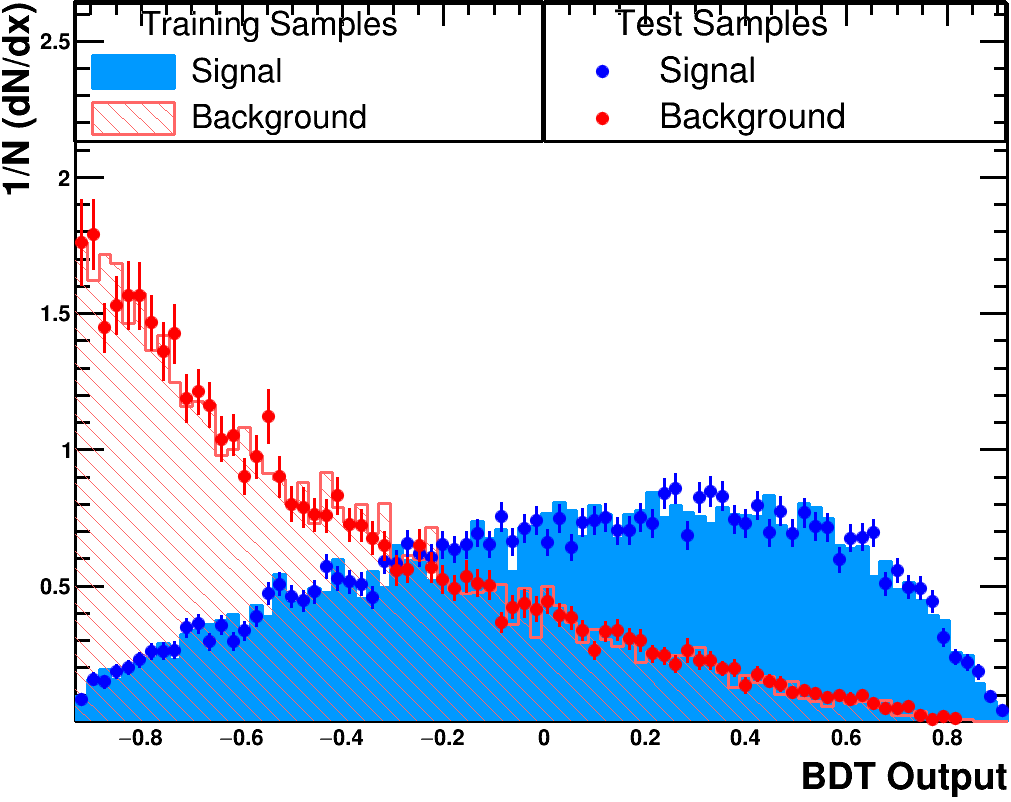 1/N (dN/dx)
Training Samples
Signal
Background
Test Samples
Signal
Background
2.5
2
1.5
1
0.5
−0.8 −0.6 −0.4 −0.2 0 0.2 0.4 0.6 0.8
BDT Output